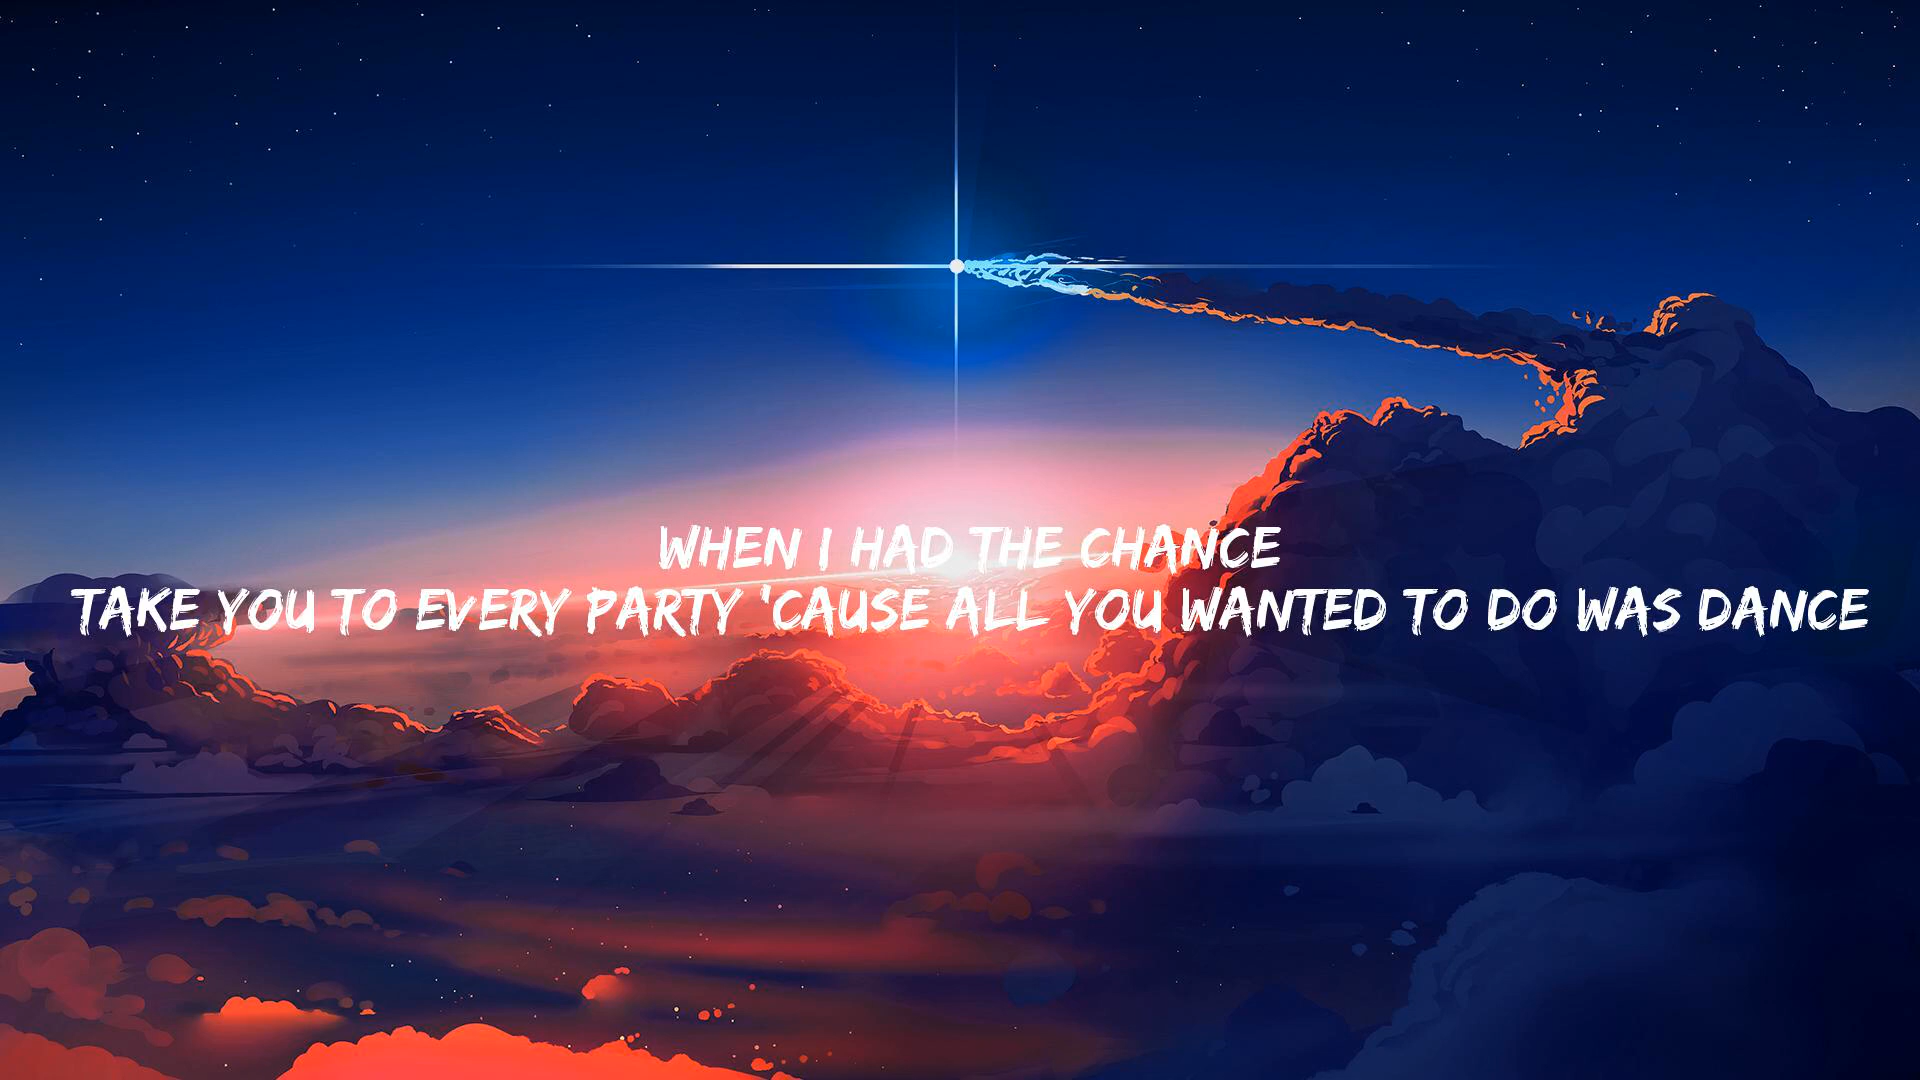 WHEN I HAD THE CHANCE
TAKE YOU TO EVERY PARTY 'CAUSE ALL YOU WANTED TO DO WAS DANCE